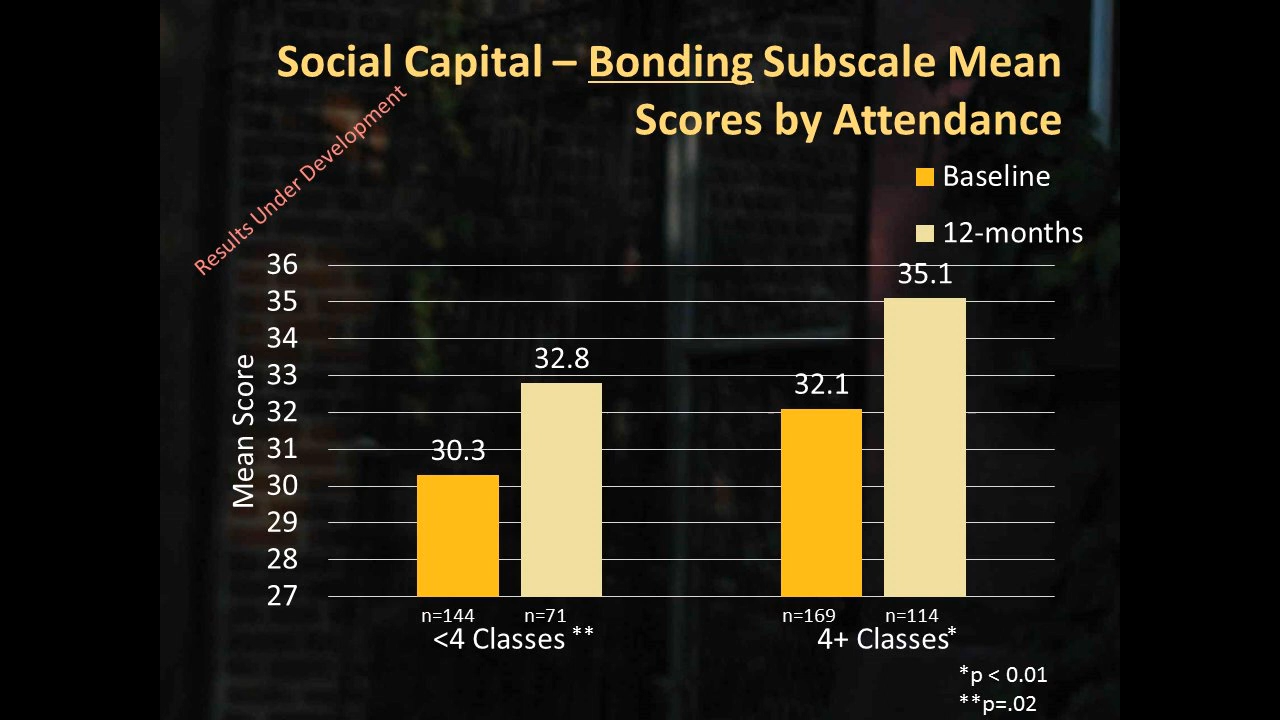 Social Capital – Bonding Subscale Mean
Scores by Attendance
Results Under Development
Baseline
12-months
36
35
34
33
32
31
30
29
28
27
Mean Score
30.3
32.8
32.1
35.1
n=144
n=71
n=169
n=114
<4 Classes **
4+ Classes*
*p < 0.01
**p=.02